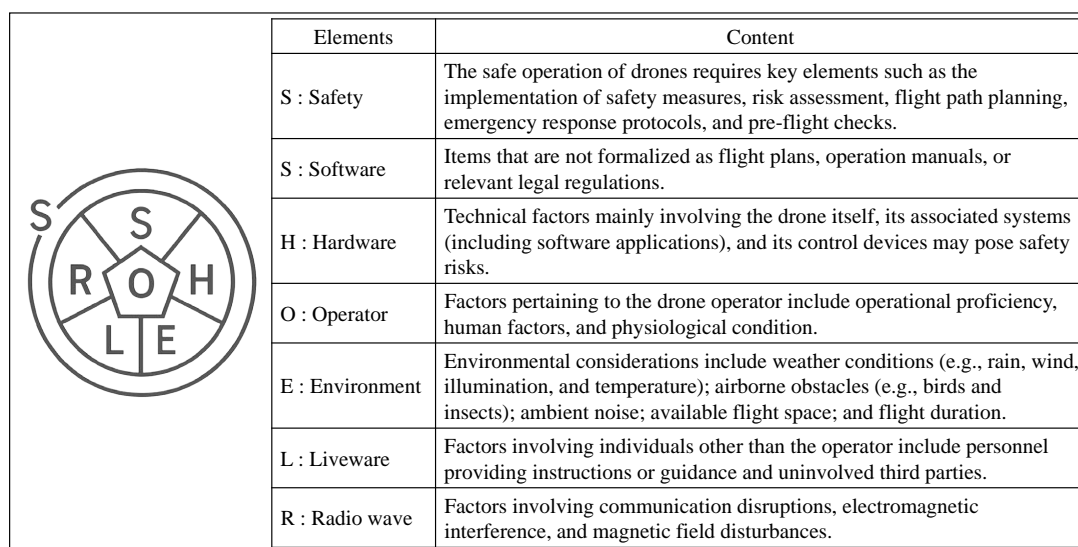 S
S
R
O
H
L
E
Elements
Content
S : Safety
The safe operation of drones requires key elements such as the
implementation of safety measures, risk assessment, flight path planning,
emergency response protocols, and pre-flight checks.
S : Software
Items that are not formalized as flight plans, operation manuals, or
relevant legal regulations.
H : Hardware
Technical factors mainly involving the drone itself, its associated systems
(including software applications), and its control devices may pose safety
risks.
O : Operator
Factors pertaining to the drone operator include operational proficiency,
human factors, and physiological condition.
E : Environment
Environmental considerations include weather conditions (e.g., rain, wind,
illumination, and temperature); airborne obstacles (e.g., birds and
insects); ambient noise; available flight space; and flight duration.
L : Liveware
Factors involving individuals other than the operator include personnel
providing instructions or guidance and uninvolved third parties.
R : Radio wave
Factors involving communication disruptions, electromagnetic
interference, and magnetic field disturbances.